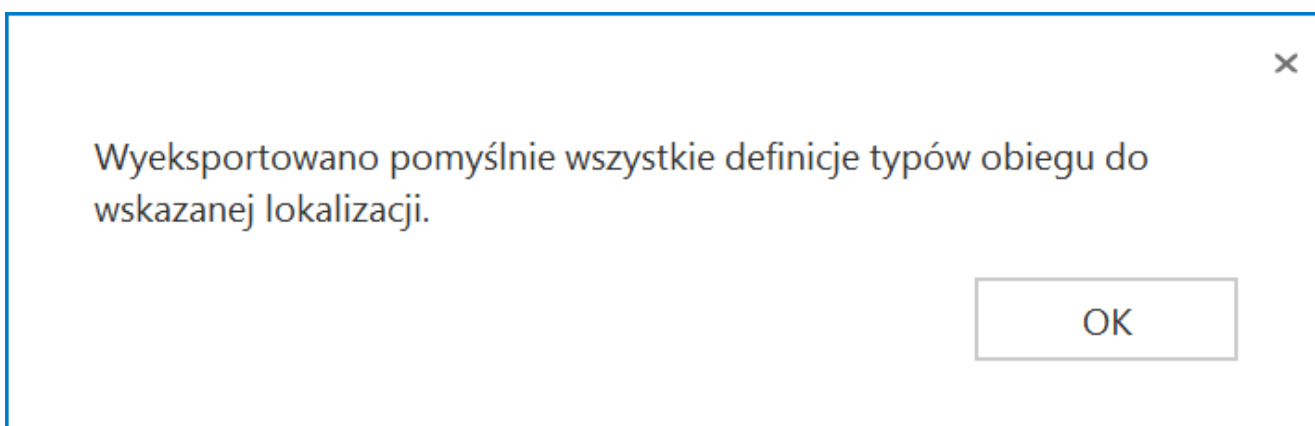 Wyeksportowano pomyślnie wszystkie definicje typów obiegu do
wskazanej lokalizacji.
OK